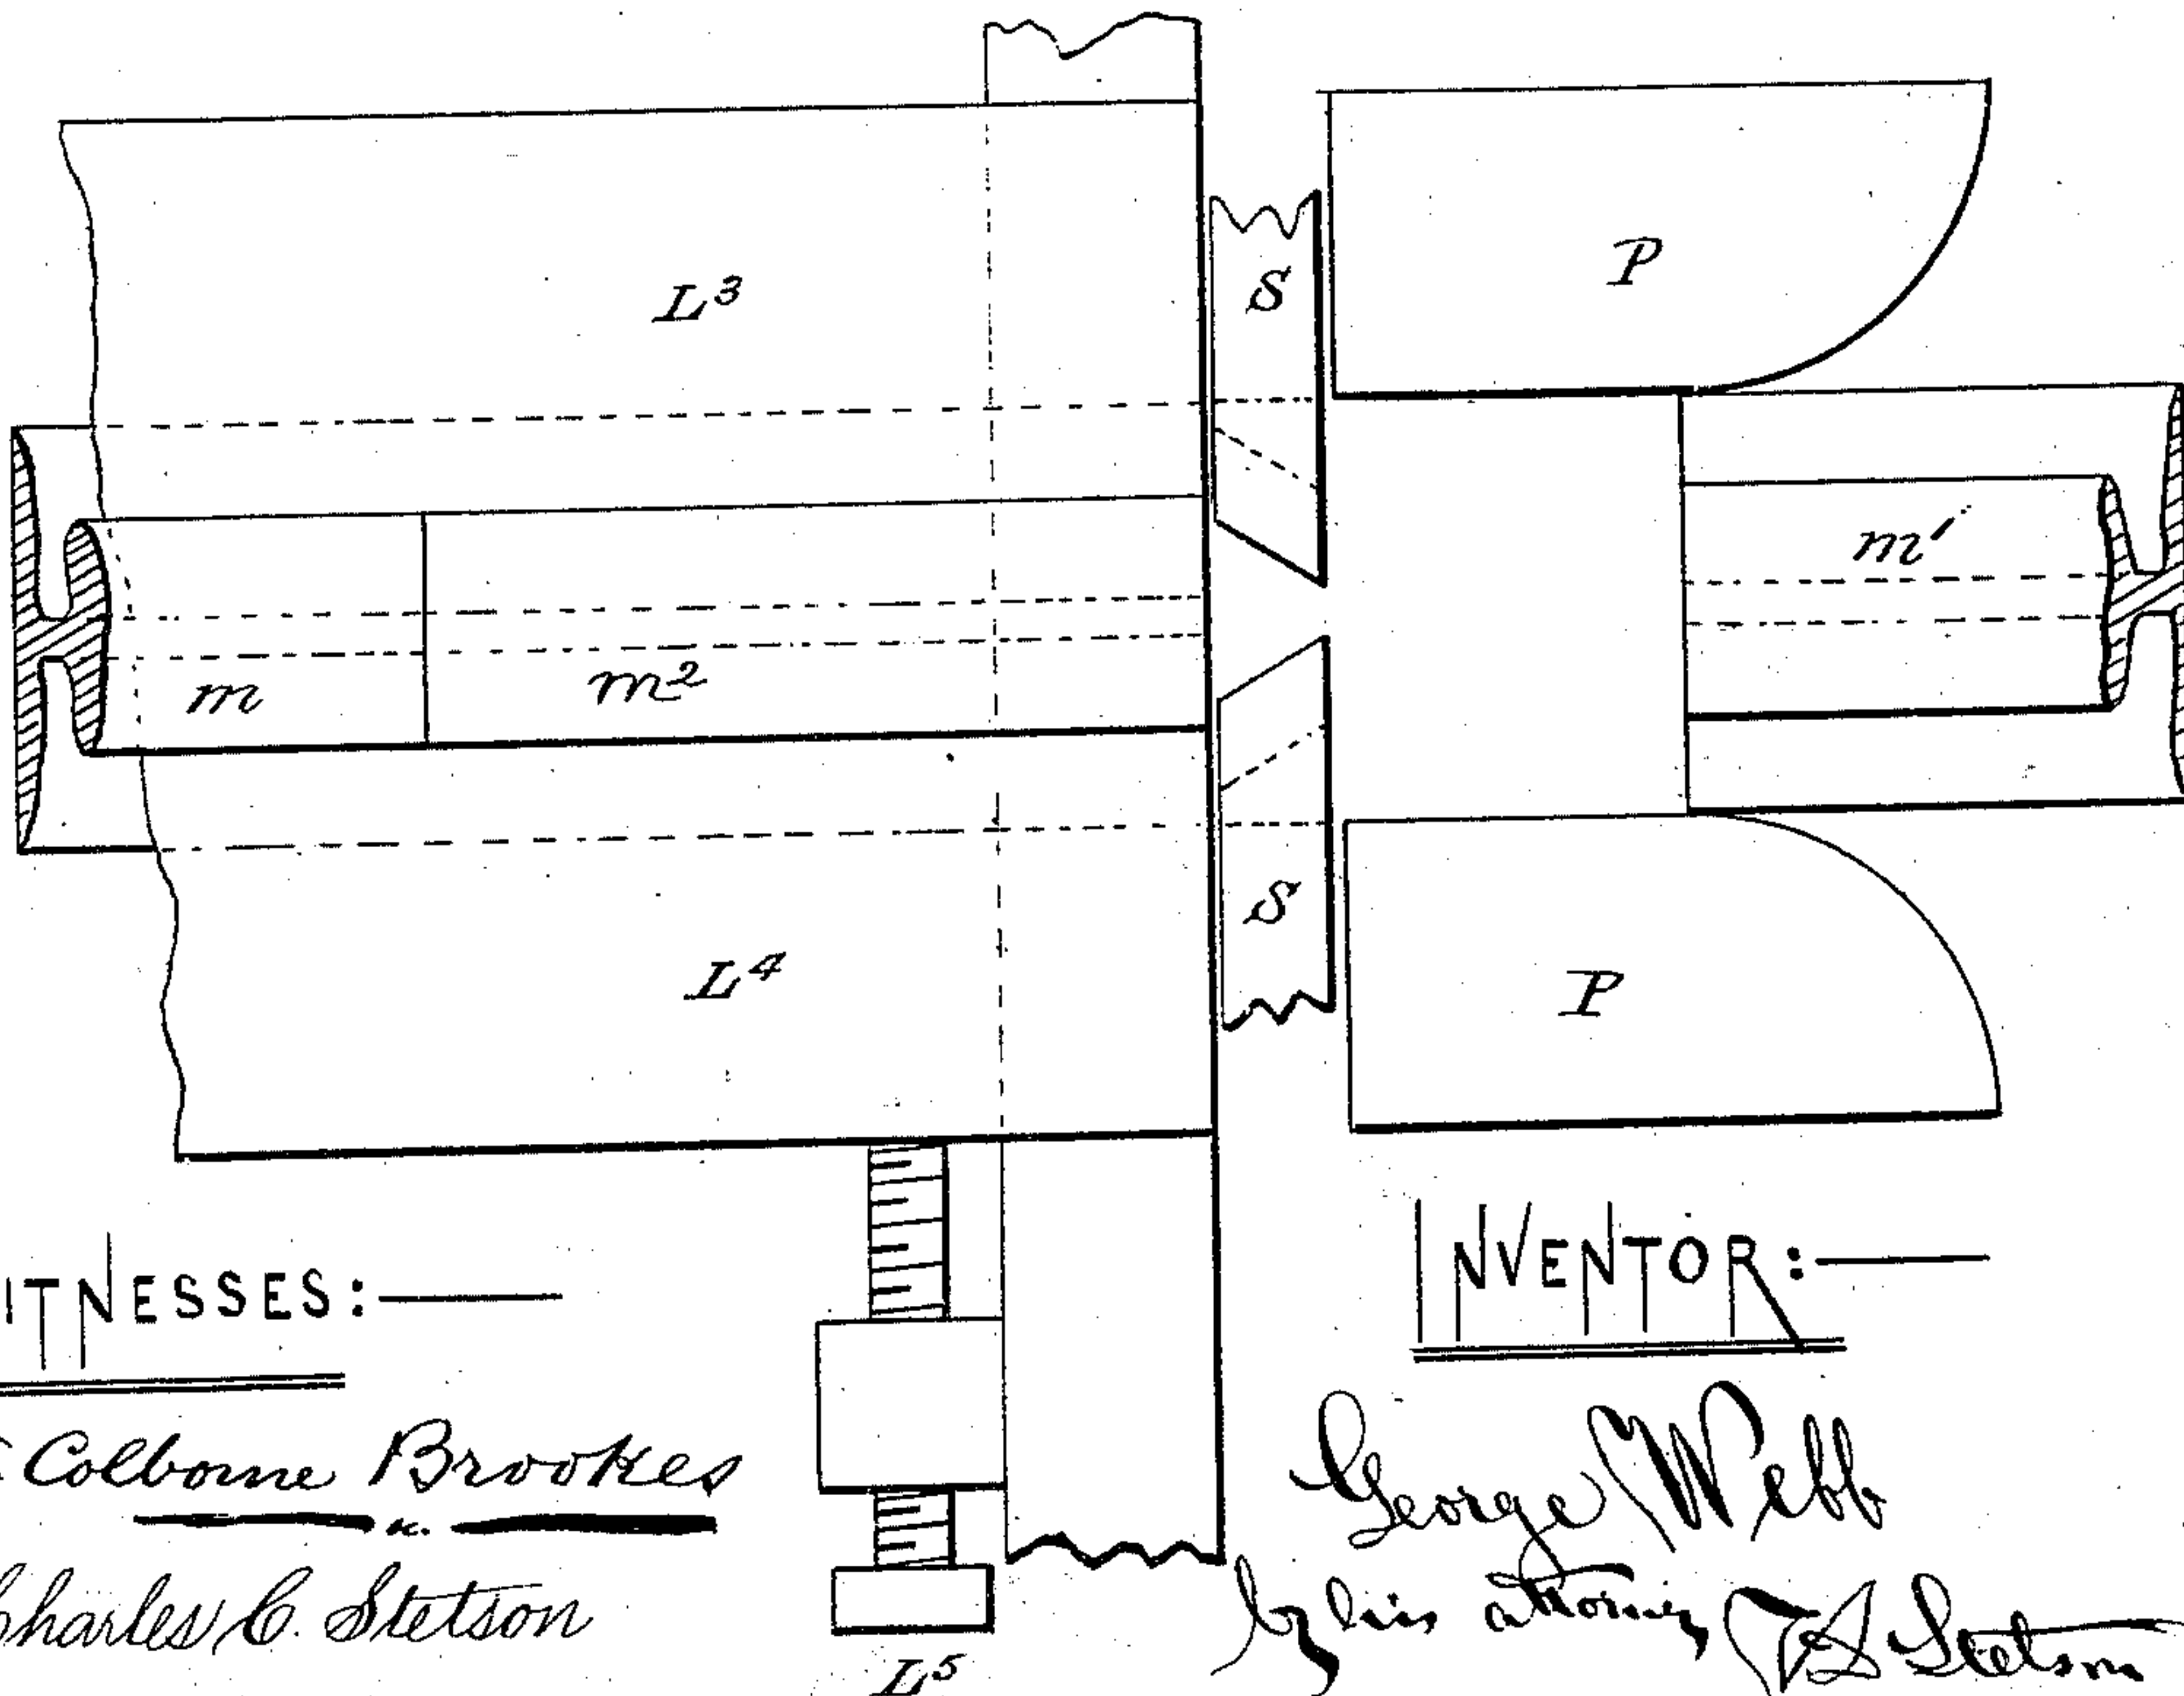 L³
S
P
m
m²
m'
L⁴
S
P
ITNESSES:
INVENTOR:
Colborne Brookes
George Webb
Charles C. Stetson
by his attorney
Stetson
L⁵